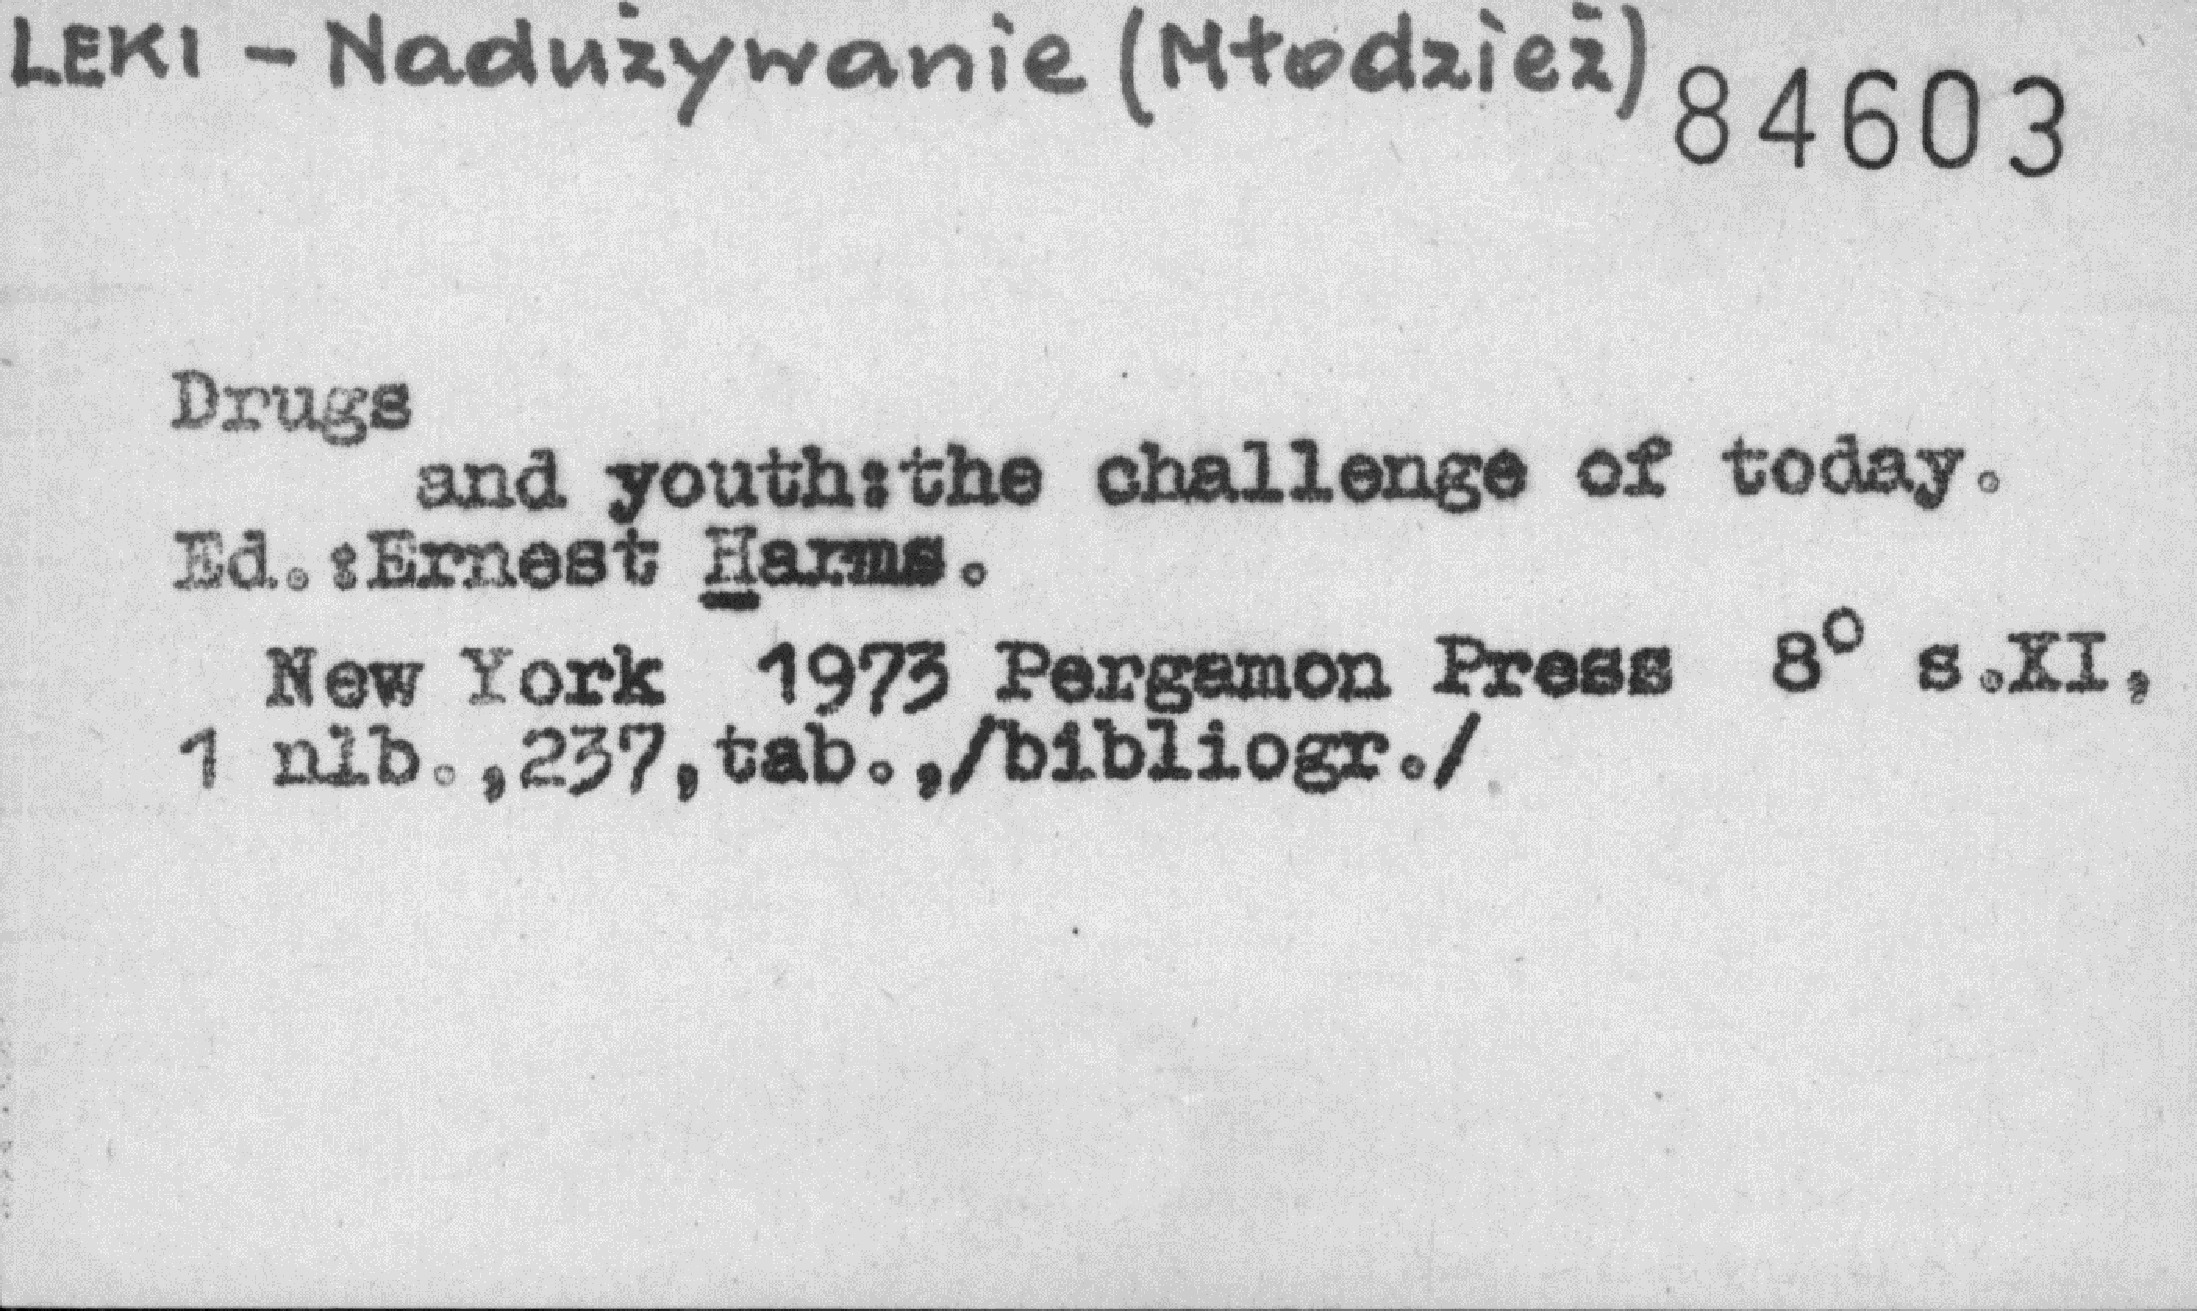 LEKI - Nadużywanie (Młodzież) 84603
Drugs
and youth:the challenge of today.
Ed.:Ernest Harms.
New York 1973 Pergamon Press 8° s.XI,
1 nlb.,237,tab.,/bibliogr./